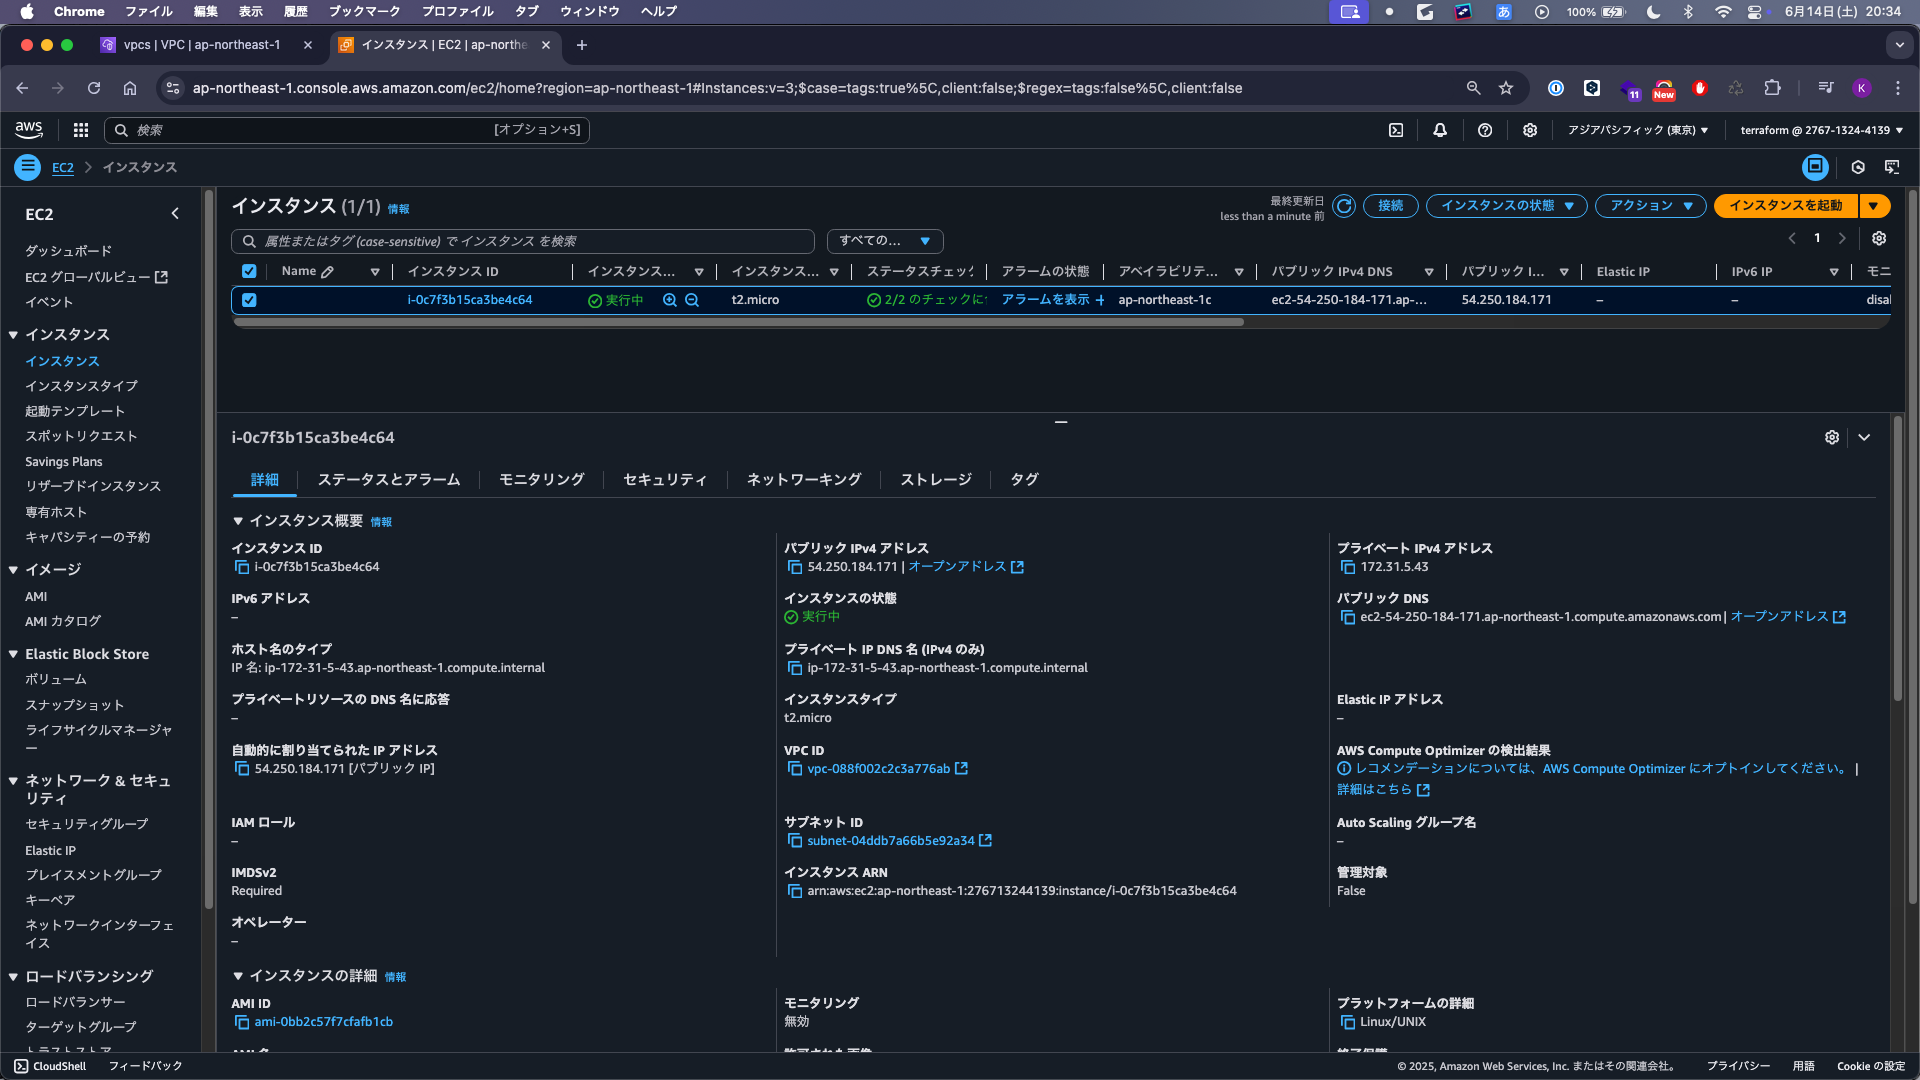 Chrome ファイル 編集 表示 履歴 ブックマーク プロファイル タブ ウィンドウ ヘルプ あ 100% 6月14日(土) 20:34
vpcs | VPC | ap-northeast-1 インスタンス | EC2 | ap-northe
ap-northeast-1.console.aws.amazon.com/ec2/home?region=ap-northeast-1#Instances:v=3;$case=tags:true%5C,client:false;$regex=tags:false%5C,client:false 11 New K
aws 検索 [オプション+S] アジアパシフィック (東京) terraform @ 2767-1324-4139
EC2 インスタンス
EC2
ダッシュボード
EC2 グローバルビュー
イベント
インスタンス
インスタンス
インスタンスタイプ
起動テンプレート
スポットリクエスト
Savings Plans
リザーブドインスタンス
専有ホスト
キャパシティーの予約
イメージ
AMI
AMI カタログ
Elastic Block Store
ボリューム
スナップショット
ライフサイクルマネージャ
ー
ネットワーク & セキュ
リティ
セキュリティグループ
Elastic IP
プレイスメントグループ
キーペア
ネットワークインターフェ
イス
ロードバランシング
ロードバランサー
ターゲットグループ
トラストストア
インスタンス (1/1) 情報
最終更新日
less than a minute 前
接続 インスタンスの状態 アクション インスタンスを起動
属性またはタグ (case-sensitive) で インスタンス を検索 すべての... 1
Name インスタンス ID インスタンス... インスタンス... ステータスチェック アラームの状態 アベイラビリテ... パブリック IPv4 DNS パブリック I... Elastic IP IPv6 IP モニ
i-0c7f3b15ca3be4c64 実行中 t2.micro 2/2 のチェックに アラームを表示 ap-northeast-1c ec2-54-250-184-171.ap-... 54.250.184.171 – – disal
i-0c7f3b15ca3be4c64
詳細 ステータスとアラーム モニタリング セキュリティ ネットワーキング ストレージ タグ
インスタンス概要 情報
インスタンス ID
i-0c7f3b15ca3be4c64
パブリック IPv4 アドレス
54.250.184.171 | オープンアドレス
プライベート IPv4 アドレス
172.31.5.43
IPv6 アドレス
–
インスタンスの状態
実行中
パブリック DNS
ec2-54-250-184-171.ap-northeast-1.compute.amazonaws.com | オープンアドレス
ホスト名のタイプ
IP 名: ip-172-31-5-43.ap-northeast-1.compute.internal
プライベート IP DNS 名 (IPv4 のみ)
ip-172-31-5-43.ap-northeast-1.compute.internal
プライベートリソースの DNS 名に応答
–
インスタンスタイプ
t2.micro
Elastic IP アドレス
–
自動的に割り当てられた IP アドレス
54.250.184.171 [パブリック IP]
VPC ID
vpc-088f002c2c3a776ab
AWS Compute Optimizer の検出結果
レコメンデーションについては、AWS Compute Optimizer にオプトインしてください。 |
詳細はこちら
IAM ロール
–
サブネット ID
subnet-04ddb7a66b5e92a34
Auto Scaling グループ名
–
IMDSv2
Required
インスタンス ARN
arn:aws:ec2:ap-northeast-1:276713244139:instance/i-0c7f3b15ca3be4c64
管理対象
False
オペレーター
–
インスタンスの詳細 情報
AMI ID
ami-0bb2c57f7cfafb1cb
モニタリング
無効
プラットフォームの詳細
Linux/UNIX
CloudShell フィードバック © 2025, Amazon Web Services, Inc. またはその関連会社。 プライバシー 用語 Cookie の設定